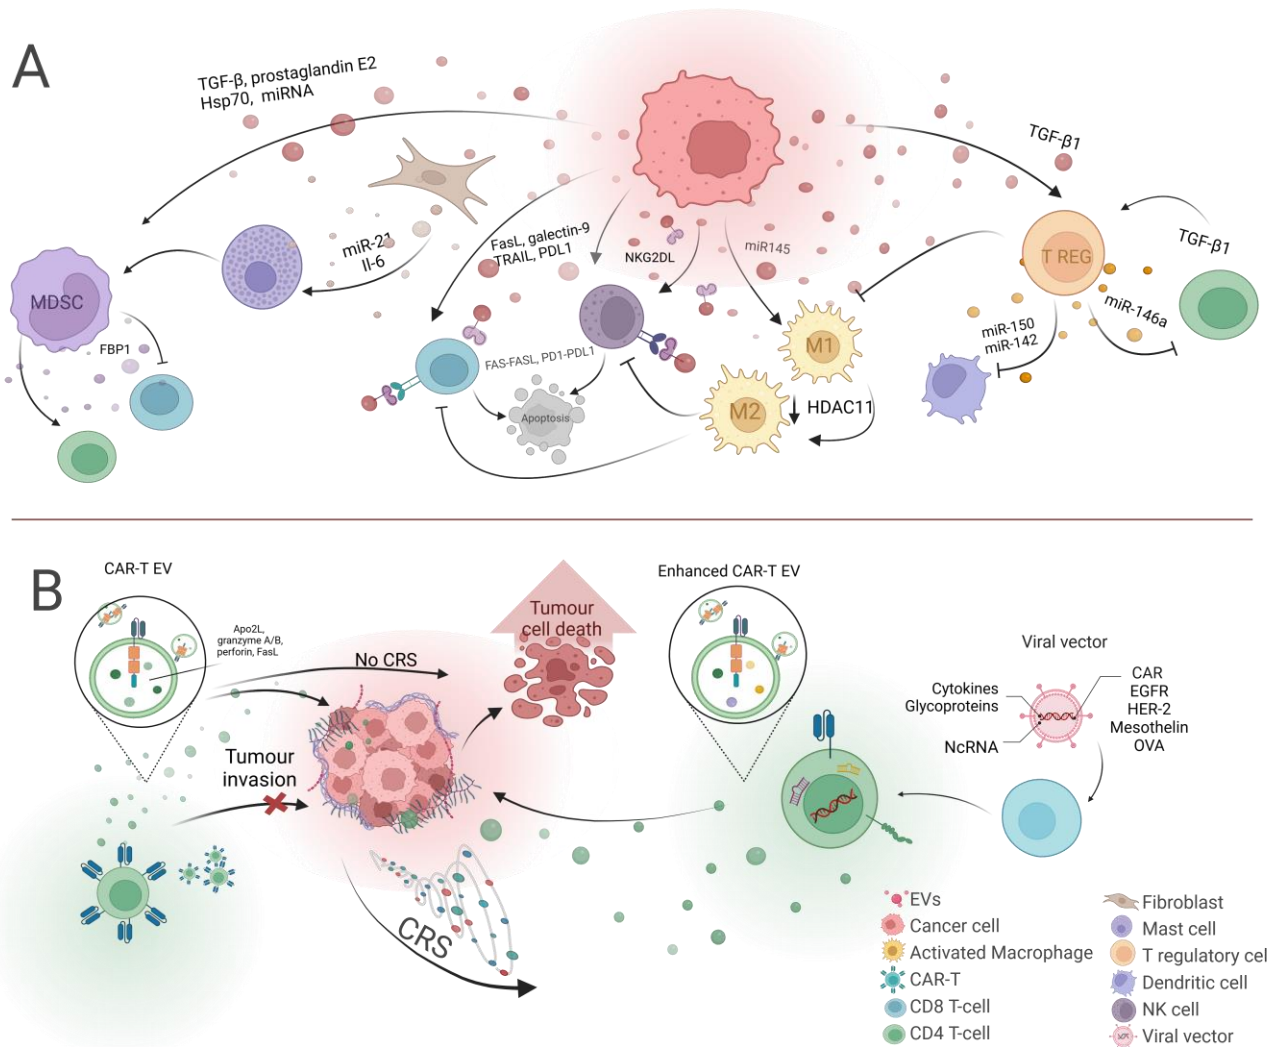 A
TGF-β, prostaglandin E2
Hsp70, miRNA
TGF-β1
miR-21
Il-6
FasL, galectin-9
TRAIL, PDL1
NKG2DL
miR145
T REG
TGF-β1
MDSC
FBP1
miR-146a
miR-150
miR-142
FAS-FASL, PD1-PDL1
M1
M2
HDAC11
Apoptosis
B
CAR-T EV
Apo2L,
granzyme A/B,
perforin, FasL
No CRS
Tumour
cell death
Enhanced CAR-T EV
Viral vector
Cytokines
Glycoproteins
NcRNA
CAR
EGFR
HER-2
Mesothelin
OVA
Tumour
invasion
CRS
EVs
Cancer cell
Activated Macrophage
CAR-T
CD8 T-cell
CD4 T-cell
Fibroblast
Mast cell
T regulatory cel
Dendritic cell
NK cell
Viral vector